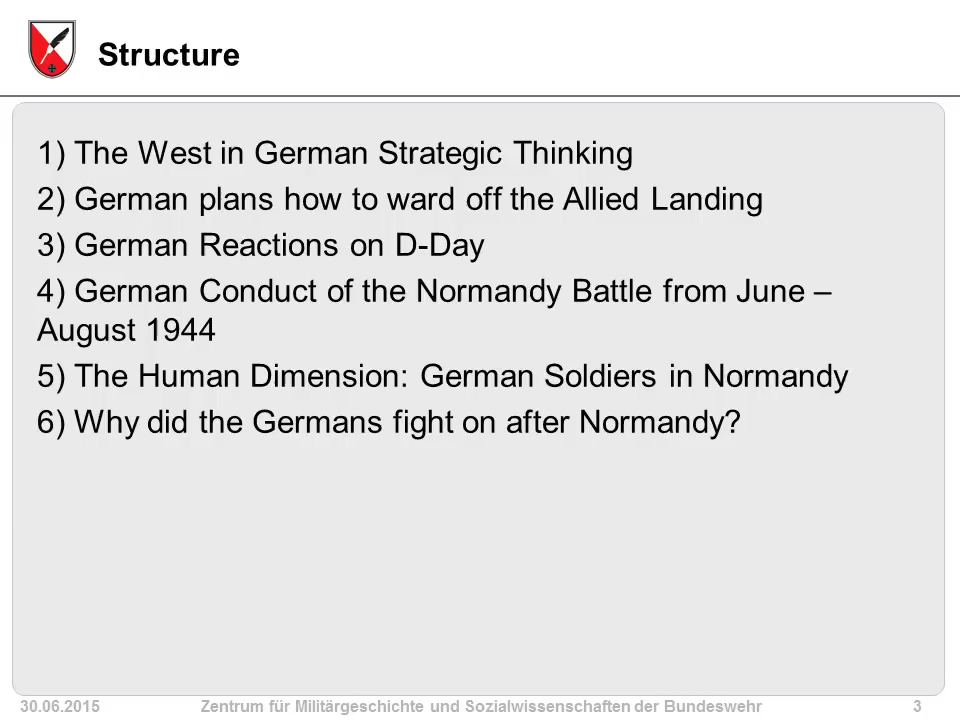 Structure
1) The West in German Strategic Thinking
2) German plans how to ward off the Allied Landing
3) German Reactions on D-Day
4) German Conduct of the Normandy Battle from June –
August 1944
5) The Human Dimension: German Soldiers in Normandy
6) Why did the Germans fight on after Normandy?
30.06.2015 Zentrum für Militärgeschichte und Sozialwissenschaften der Bundeswehr 3